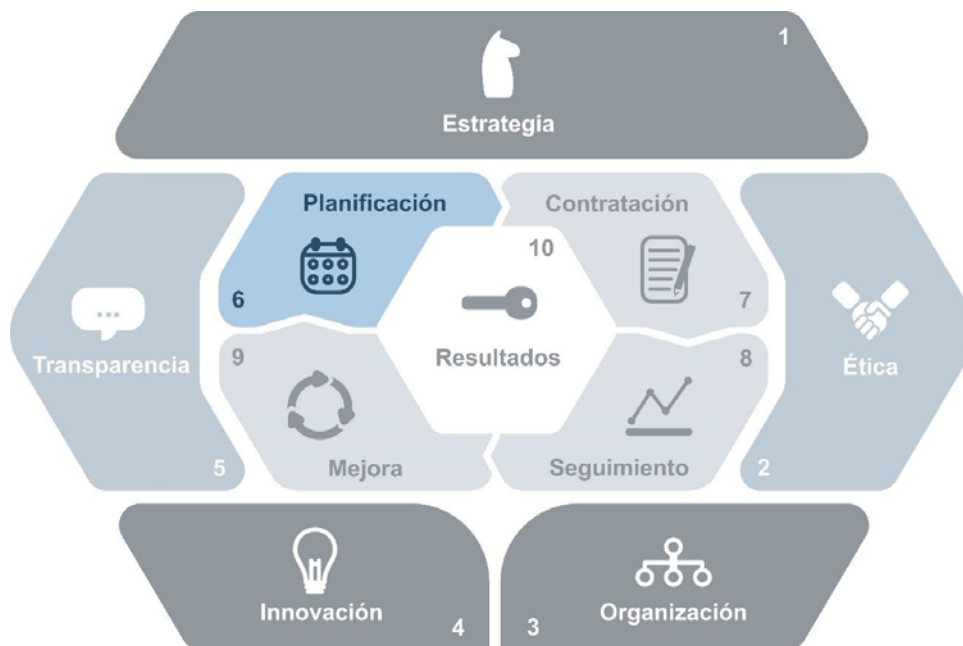 1
Estrategia
Planificación
6
Contratación
7
10
Resultados
Transparencia
5
Ética
2
9
Mejora
8
Seguimiento
Innovación
4
3
Organización